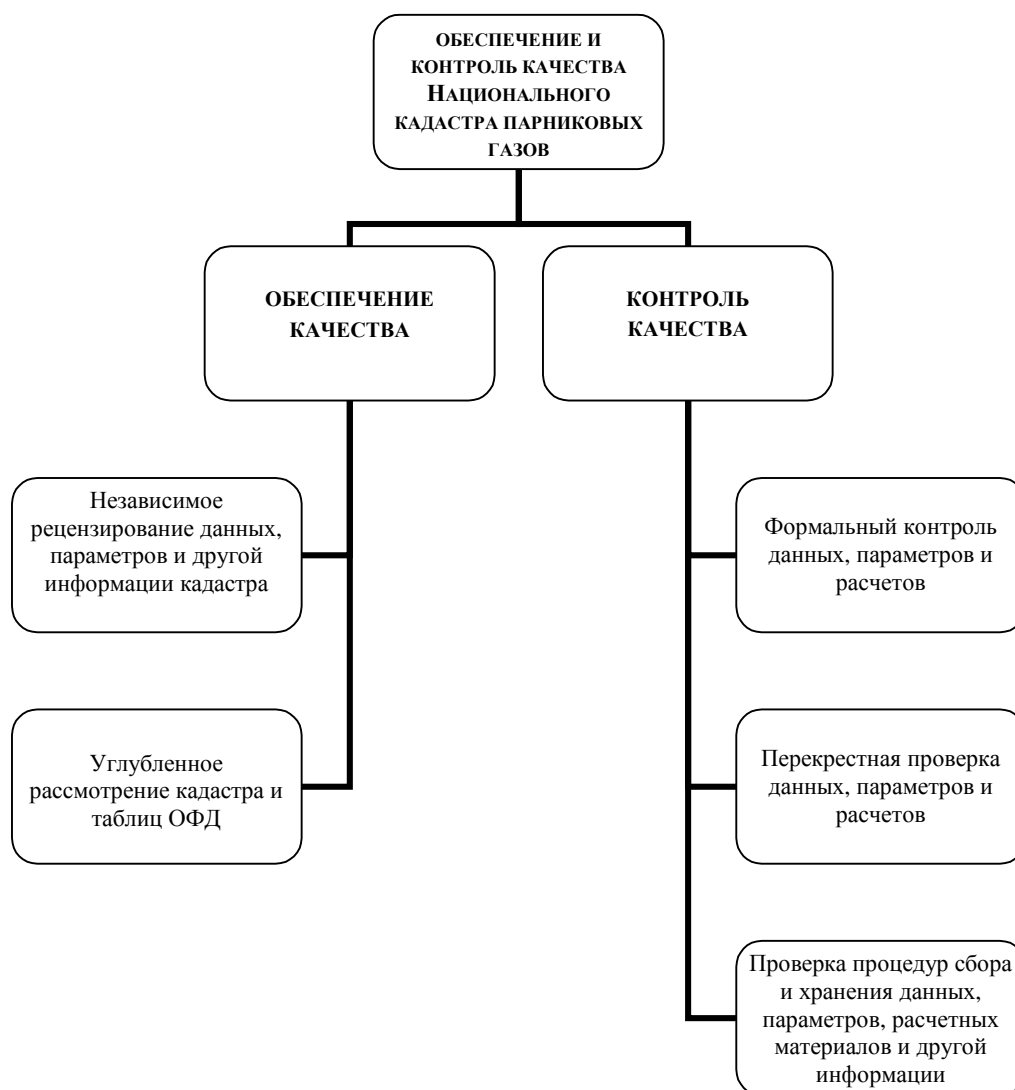 ОБЕСПЕЧЕНИЕ И
КОНТРОЛЬ КАЧЕСТВА
НАЦИОНАЛЬНОГО
КАДАСТРА ПАРНИКОВЫХ
ГАЗОВ
ОБЕСПЕЧЕНИЕ
КАЧЕСТВА
КОНТРОЛЬ
КАЧЕСТВА
Независимое
рецензирование данных,
параметров и другой
информации кадастра
Формальный контроль
данных, параметров и
расчетов
Углубленное
рассмотрение кадастра и
таблиц ОФД
Перекрестная проверка
данных, параметров и
расчетов
Проверка процедур сбора
и хранения данных,
параметров, расчетных
материалов и другой
информации